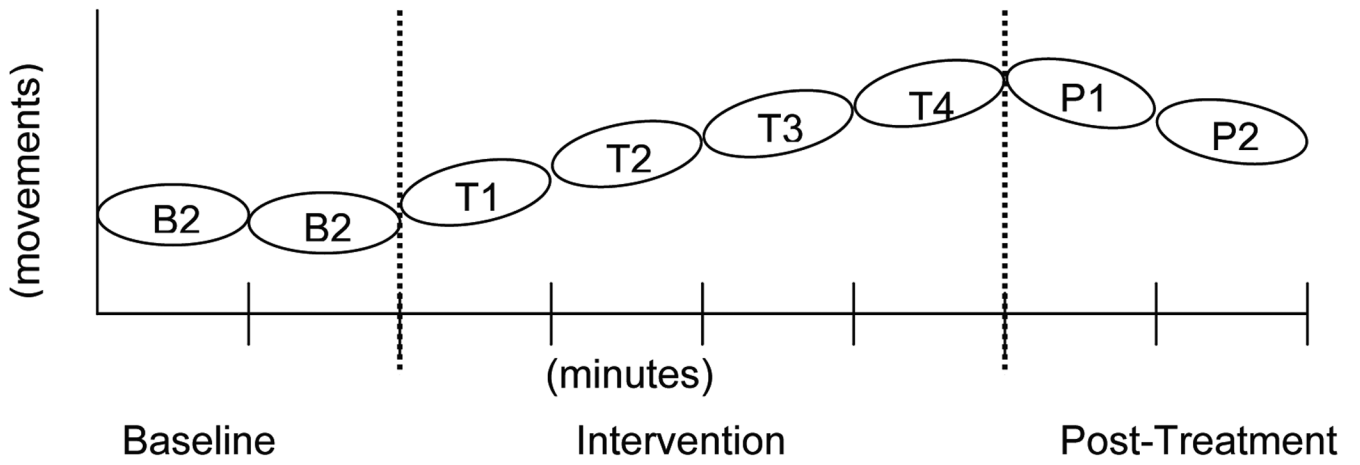 (movements)
B2
B2
T1
T2
T3
T4
P1
P2
(minutes)
Baseline
Intervention
Post-Treatment